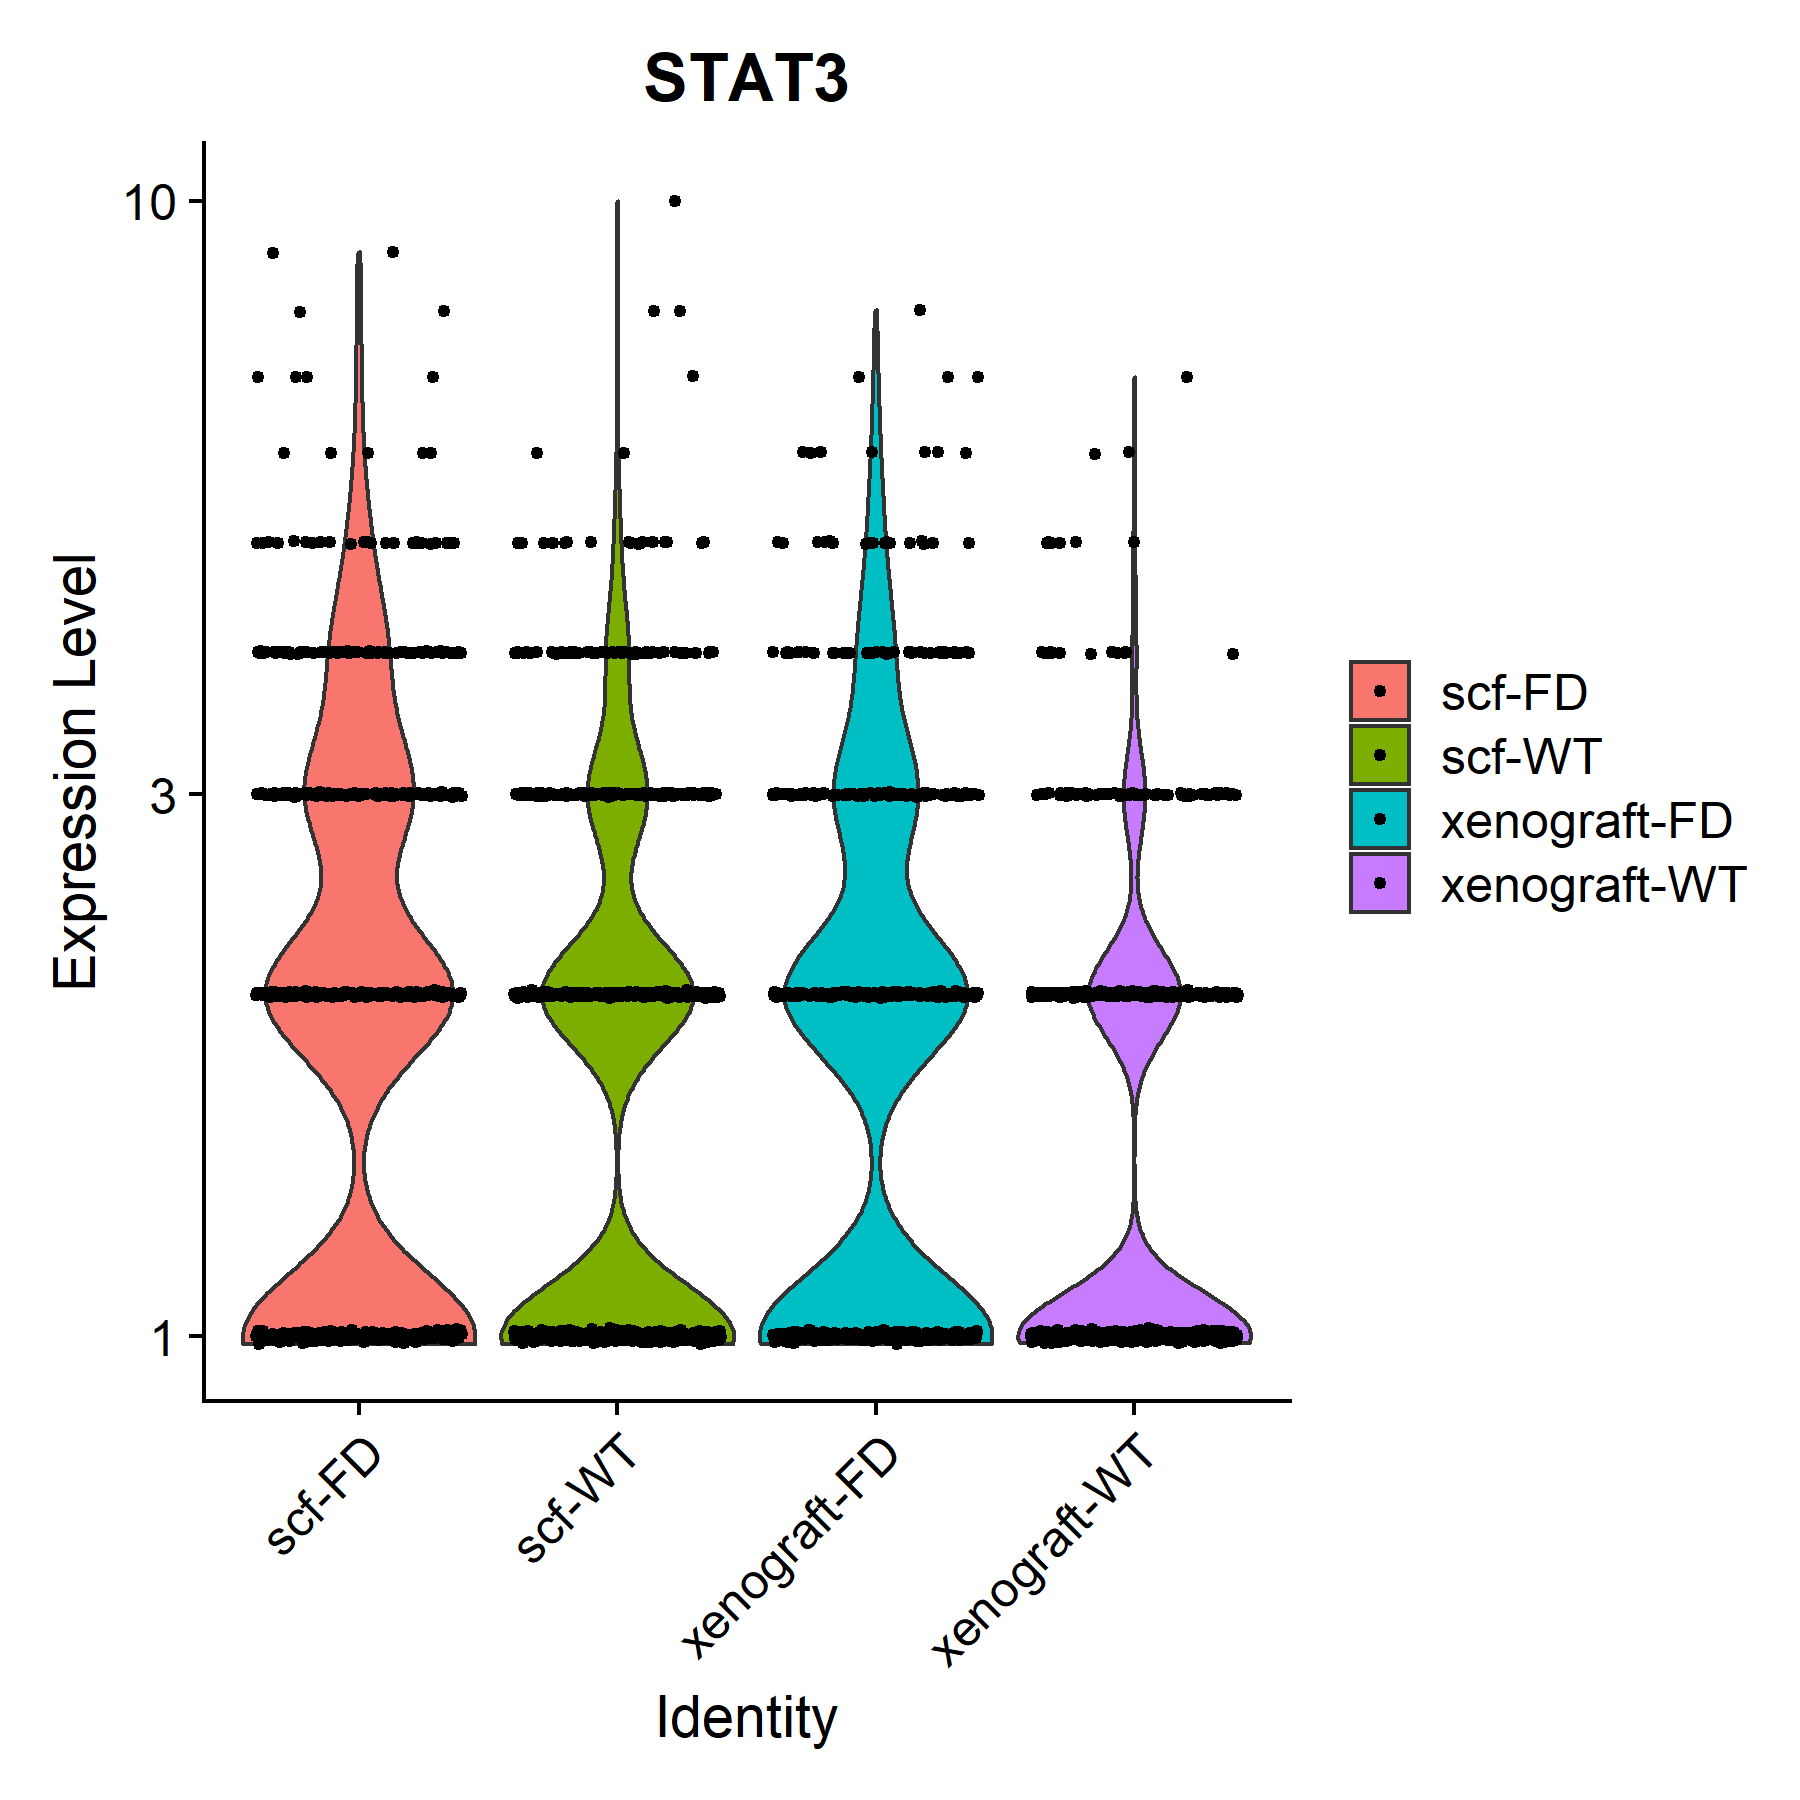 STAT3
Expression Level
10
3
1
scf-FD
scf-WT
xenograft-FD
xenograft-WT
Identity
scf-FD
scf-WT
xenograft-FD
xenograft-WT